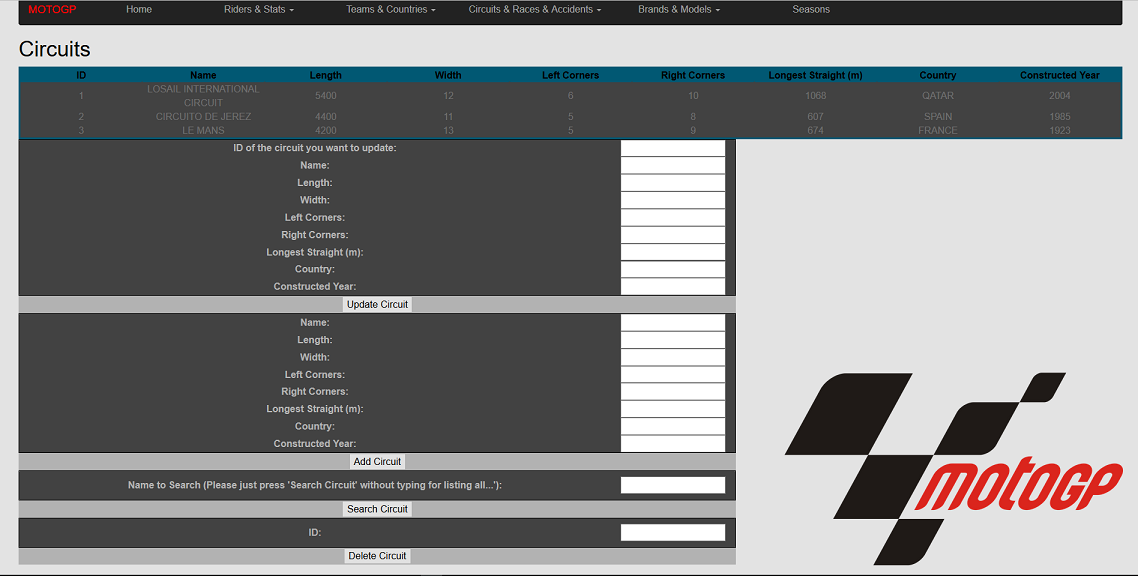 MOTOGP Home Riders & Stats Teams & Countries Circuits & Races & Accidents Brands & Models Seasons
Circuits
ID Name Length Width Left Corners Right Corners Longest Straight (m) Country Constructed Year
1 LOSAIL INTERNATIONAL CIRCUIT 5400 12 6 10 1068 QATAR 2004
2 CIRCUITO DE JEREZ 4400 11 5 8 607 SPAIN 1985
3 LE MANS 4200 13 5 9 674 FRANCE 1923
ID of the circuit you want to update:
Name:
Length:
Width:
Left Corners:
Right Corners:
Longest Straight (m):
Country:
Constructed Year:
Update Circuit
Name:
Length:
Width:
Left Corners:
Right Corners:
Longest Straight (m):
Country:
Constructed Year:
Add Circuit
Name to Search (Please just press 'Search Circuit' without typing for listing all...'):
Search Circuit
ID:
Delete Circuit
motoGP